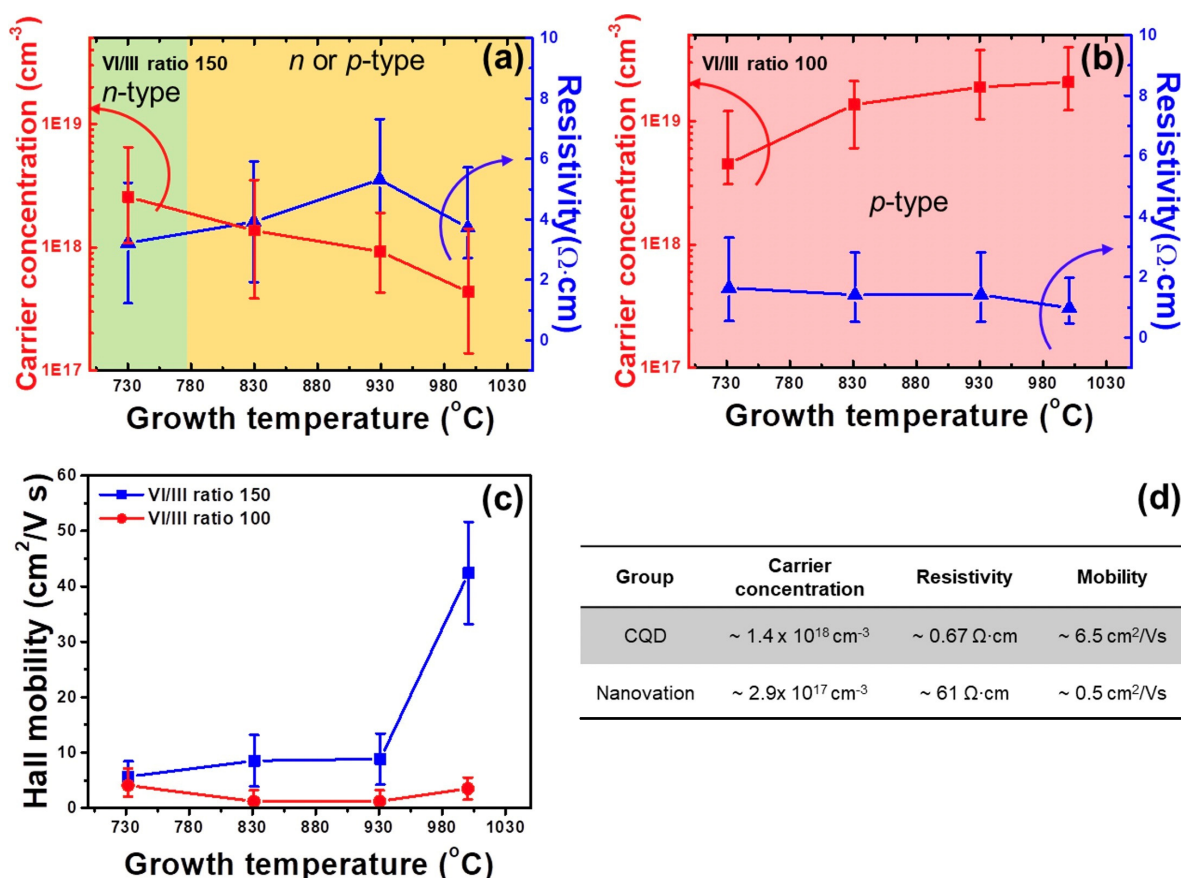 (a)
VI/III ratio 150
n-type
n or p-type
Carrier concentration (cm-3)
1E19
1E18
1E17
10
8
6
4
2
0
Resistivity(Ω·cm)
730 780 830 880 930 980 1030
Growth temperature (°C)
(b)
VI/III ratio 100
p-type
Carrier concentration (cm-3)
1E19
1E18
1E17
10
8
6
4
2
0
Resistivity(Ω·cm)
730 780 830 880 930 980 1030
Growth temperature (°C)
(c)
VI/III ratio 150
VI/III ratio 100
Hall mobility (cm2/V s)
60
50
40
30
20
10
0
730 780 830 880 930 980 1030
Growth temperature (°C)
(d)
Group Carrier concentration Resistivity Mobility
CQD ~ 1.4 x 10^18 cm-3 ~ 0.67 Ω·cm ~ 6.5 cm2/Vs
Nanovation ~ 2.9x 10^17 cm-3 ~ 61 Ω·cm ~ 0.5 cm2/Vs